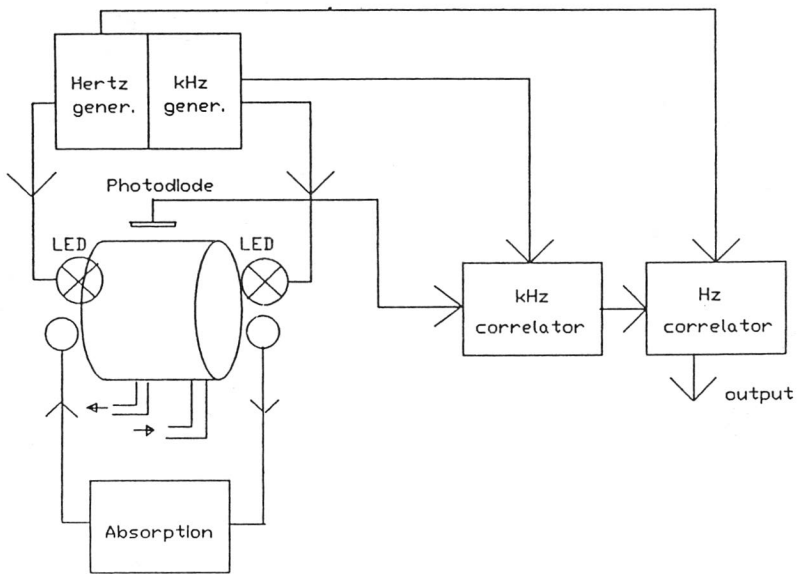 Hertz
gener.
kHz
gener.
Photodiode
LED
LED
kHz
correlator
Hz
correlator
output
Absorption